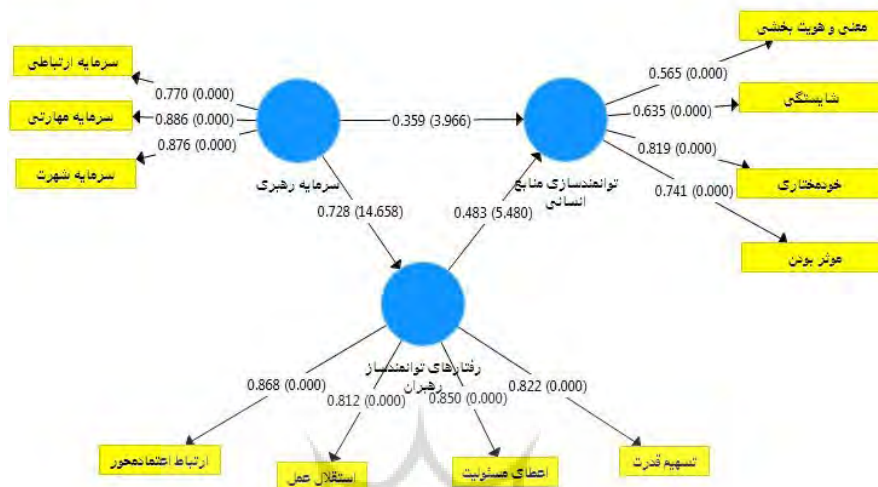 معنی و هویت بخشی
سرمایه ارتباطی
0.565 (0.000)
0.770 (0.000)
شایستگی
0.635 (0.000)
سرمایه مهارتی
0.886 (0.000)
0.359 (3.966)
0.819 (0.000)
0.876 (0.000)
سرمایه شهرت
سرمایه رهبری
توانمندسازی منابع
انسانی
خودمختاری
0.741 (0.000)
0.728 (14.658)
0.483 (5.480)
موثر بودن
رفتارهای توانمندساز
رهبران
0.868 (0.000)
0.812 (0.000)
0.850 (0.000)
0.822 (0.000)
ارتباط اعتمادمحور
استقلال عمل
اعطای مسئولیت
تسهیم قدرت